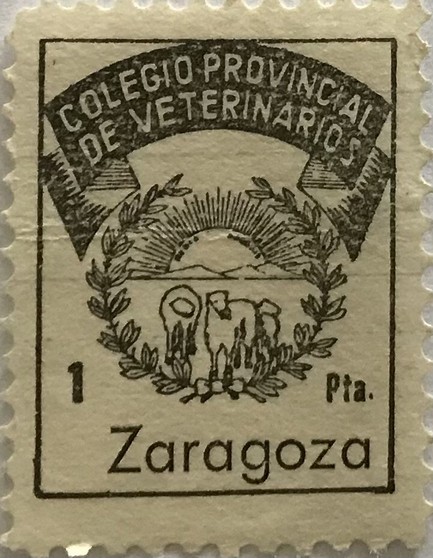 COLEGIO PROVINCIAL
DE VETERINARIOS
1 Pta.
Zaragoza